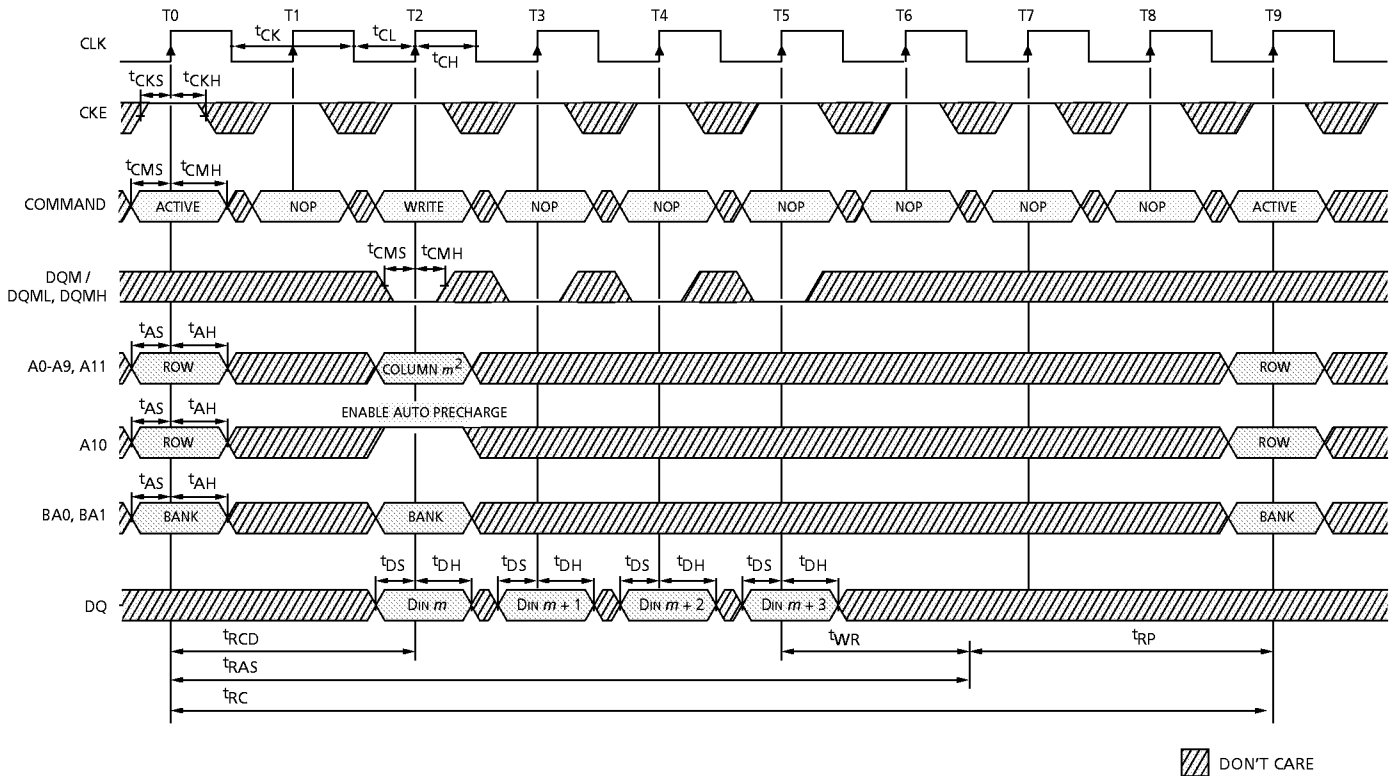 T0 T1 T2 T3 T4 T5 T6 T7 T8 T9
CLK tCK tCL tCH
tCKS tCKH
CKE
tCMS tCMH
COMMAND ACTIVE NOP WRITE NOP NOP NOP NOP NOP NOP ACTIVE
tCMS tCMH
DQM /
DQML, DQMH
tAS tAH
A0-A9, A11 ROW COLUMN m2 ROW
tAS tAH ENABLE AUTO PRECHARGE
A10 ROW ROW
tAS tAH
BA0, BA1 BANK BANK BANK
tDS tDH tDS tDH tDS tDH tDS tDH
DQ DIN m DIN m + 1 DIN m + 2 DIN m + 3
tRCD tWR tRP
tRAS
tRC
DON'T CARE